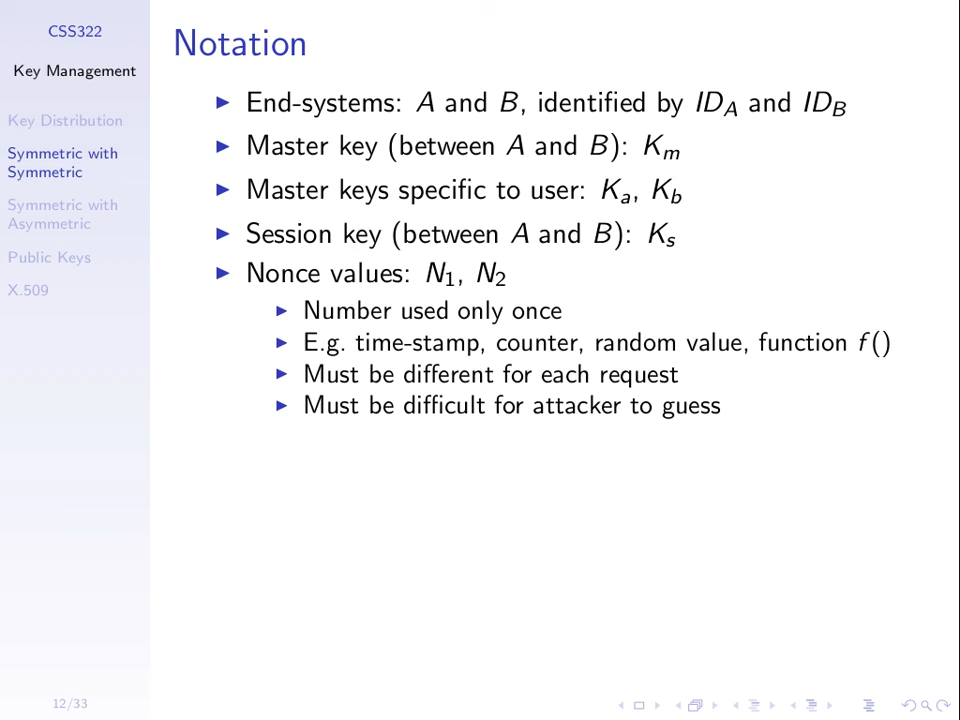 CSS322
Key Management
Key Distribution
Symmetric with
Symmetric
Symmetric with
Asymmetric
Public Keys
X.509
Notation
▶ End-systems: A and B, identified by ID_A and ID_B
▶ Master key (between A and B): K_m
▶ Master keys specific to user: K_a, K_b
▶ Session key (between A and B): K_s
▶ Nonce values: N_1, N_2
▶ Number used only once
▶ E.g. time-stamp, counter, random value, function f()
▶ Must be different for each request
▶ Must be difficult for attacker to guess
12/33